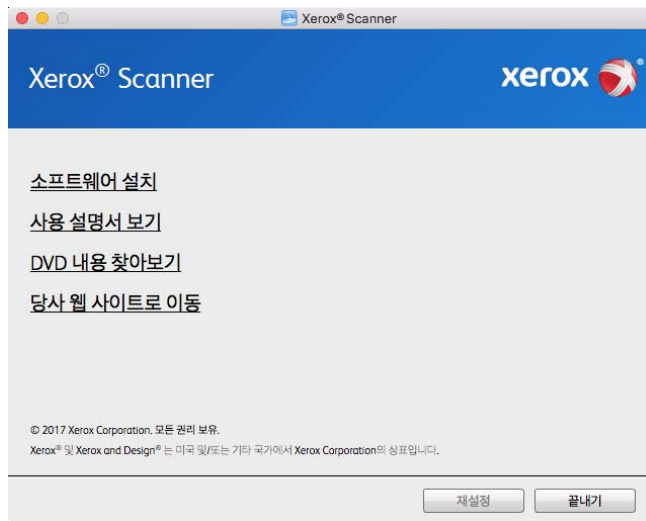 Xerox® Scanner
Xerox® Scanner
xerox®
소프트웨어 설치
사용 설명서 보기
DVD 내용 찾아보기
당사 웹 사이트로 이동
© 2017 Xerox Corporation. 모든 권리 보유.
Xerox® 및 Xerox and Design® 는 미국 및/또는 기타 국가에서 Xerox Corporation의 상표입니다.
재설정 끝내기